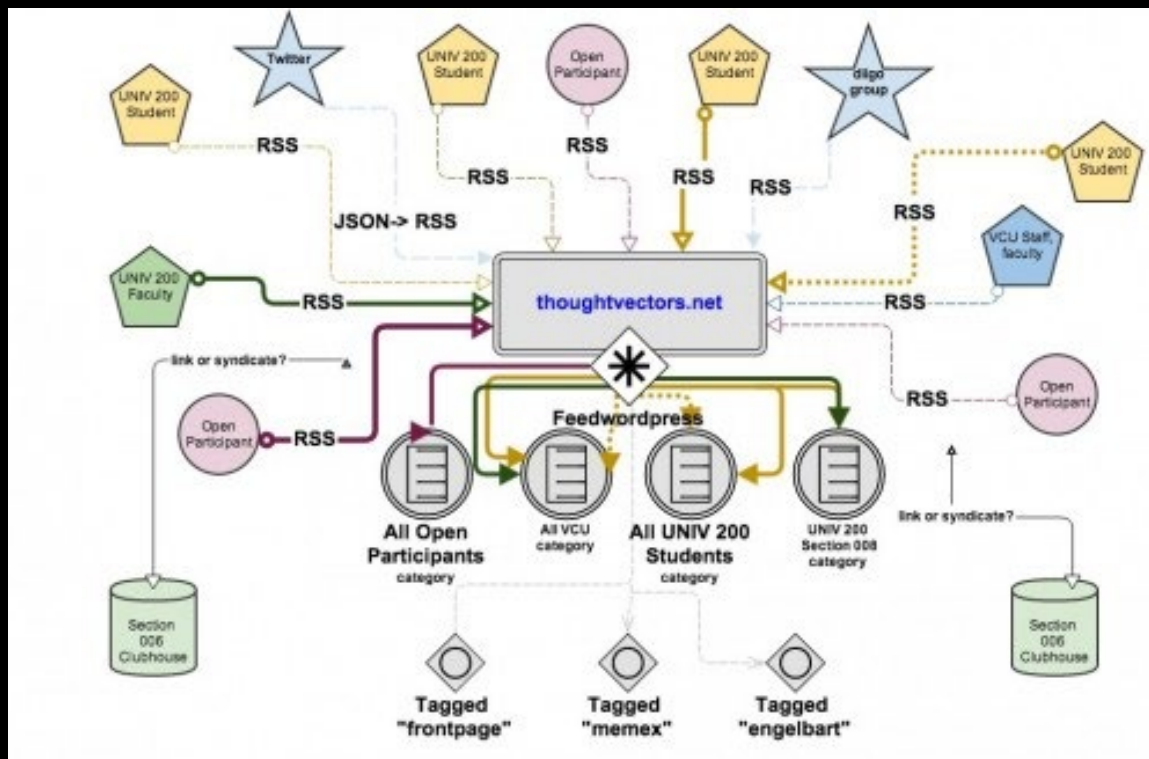 Twitter
UNIV 200
Student
Open
Participant
UNIV 200
Student
diigo
group
UNIV 200
Student
UNIV 200
Student
RSS
RSS
RSS
RSS
RSS
RSS
JSON-> RSS
UNIV 200
Faculty
VCU Staff,
faculty
RSS
thoughtvectors.net
RSS
link or syndicate?
Open
Participant
RSS
Feedwordpress
RSS
Open
Participant
All Open
Participants
category
All VCU
category
All UNIV 200
Students
category
UNIV 200
Section 008
category
link or syndicate?
Section
006
Clubhouse
Section
006
Clubhouse
Tagged
"frontpage"
Tagged
"memex"
Tagged
"engelbart"